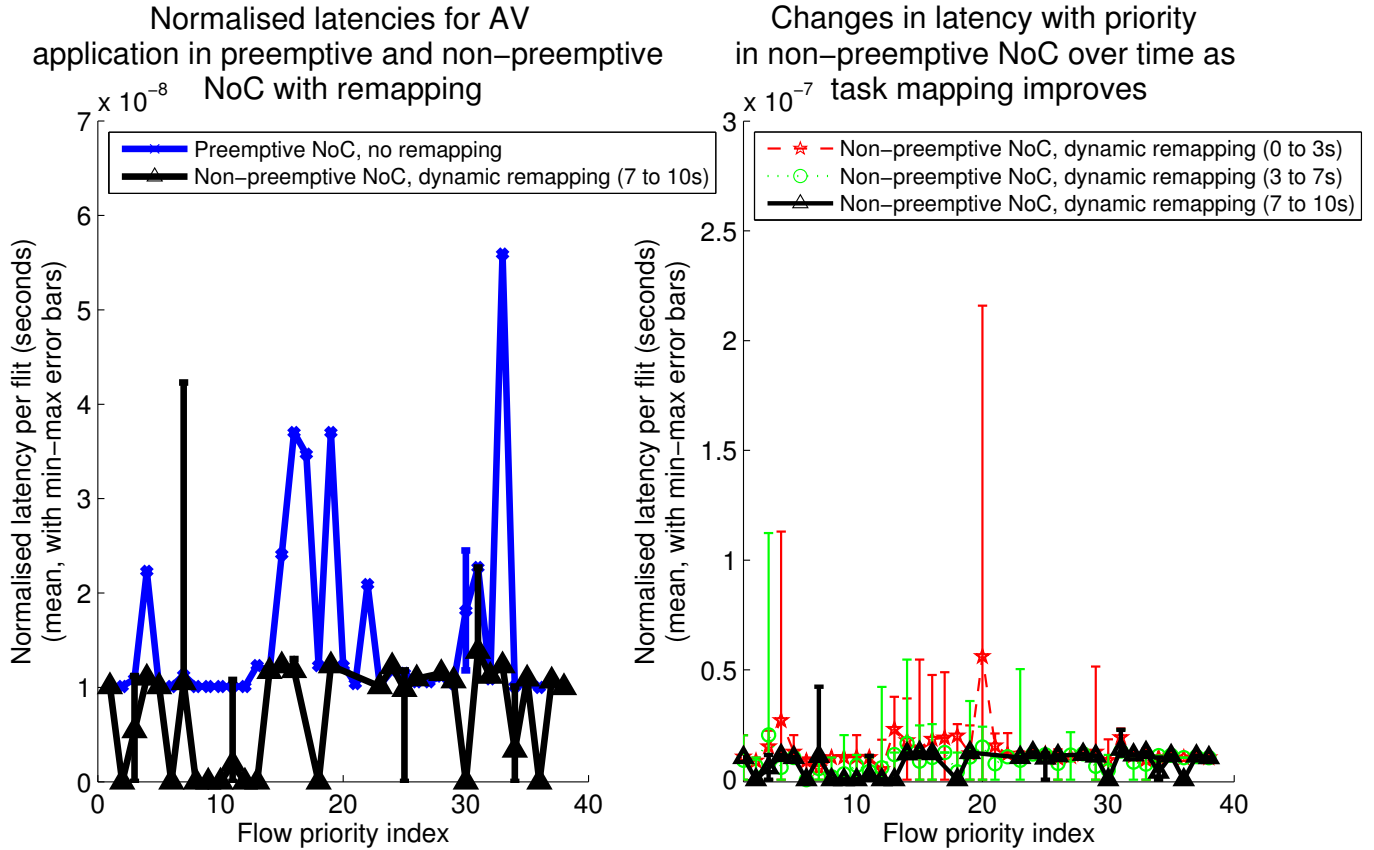 Normalised latencies for AV
application in preemptive and non−preemptive
NoC with remapping
x 10⁻⁸
7
6
5
4
3
2
1
0
0 10 20 30 40
Normalised latency per flit (seconds)
(mean, with min−max error bars)
Flow priority index
Preemptive NoC, no remapping
Non−preemptive NoC, dynamic remapping (7 to 10s)
Changes in latency with priority
in non−preemptive NoC over time as
task mapping improves
x 10⁻⁷
3
2.5
2
1.5
1
0.5
0
10 20 30 40
Normalised latency per flit (seconds)
(mean, with min−max error bars)
Flow priority index
Non−preemptive NoC, dynamic remapping (0 to 3s)
Non−preemptive NoC, dynamic remapping (3 to 7s)
Non−preemptive NoC, dynamic remapping (7 to 10s)